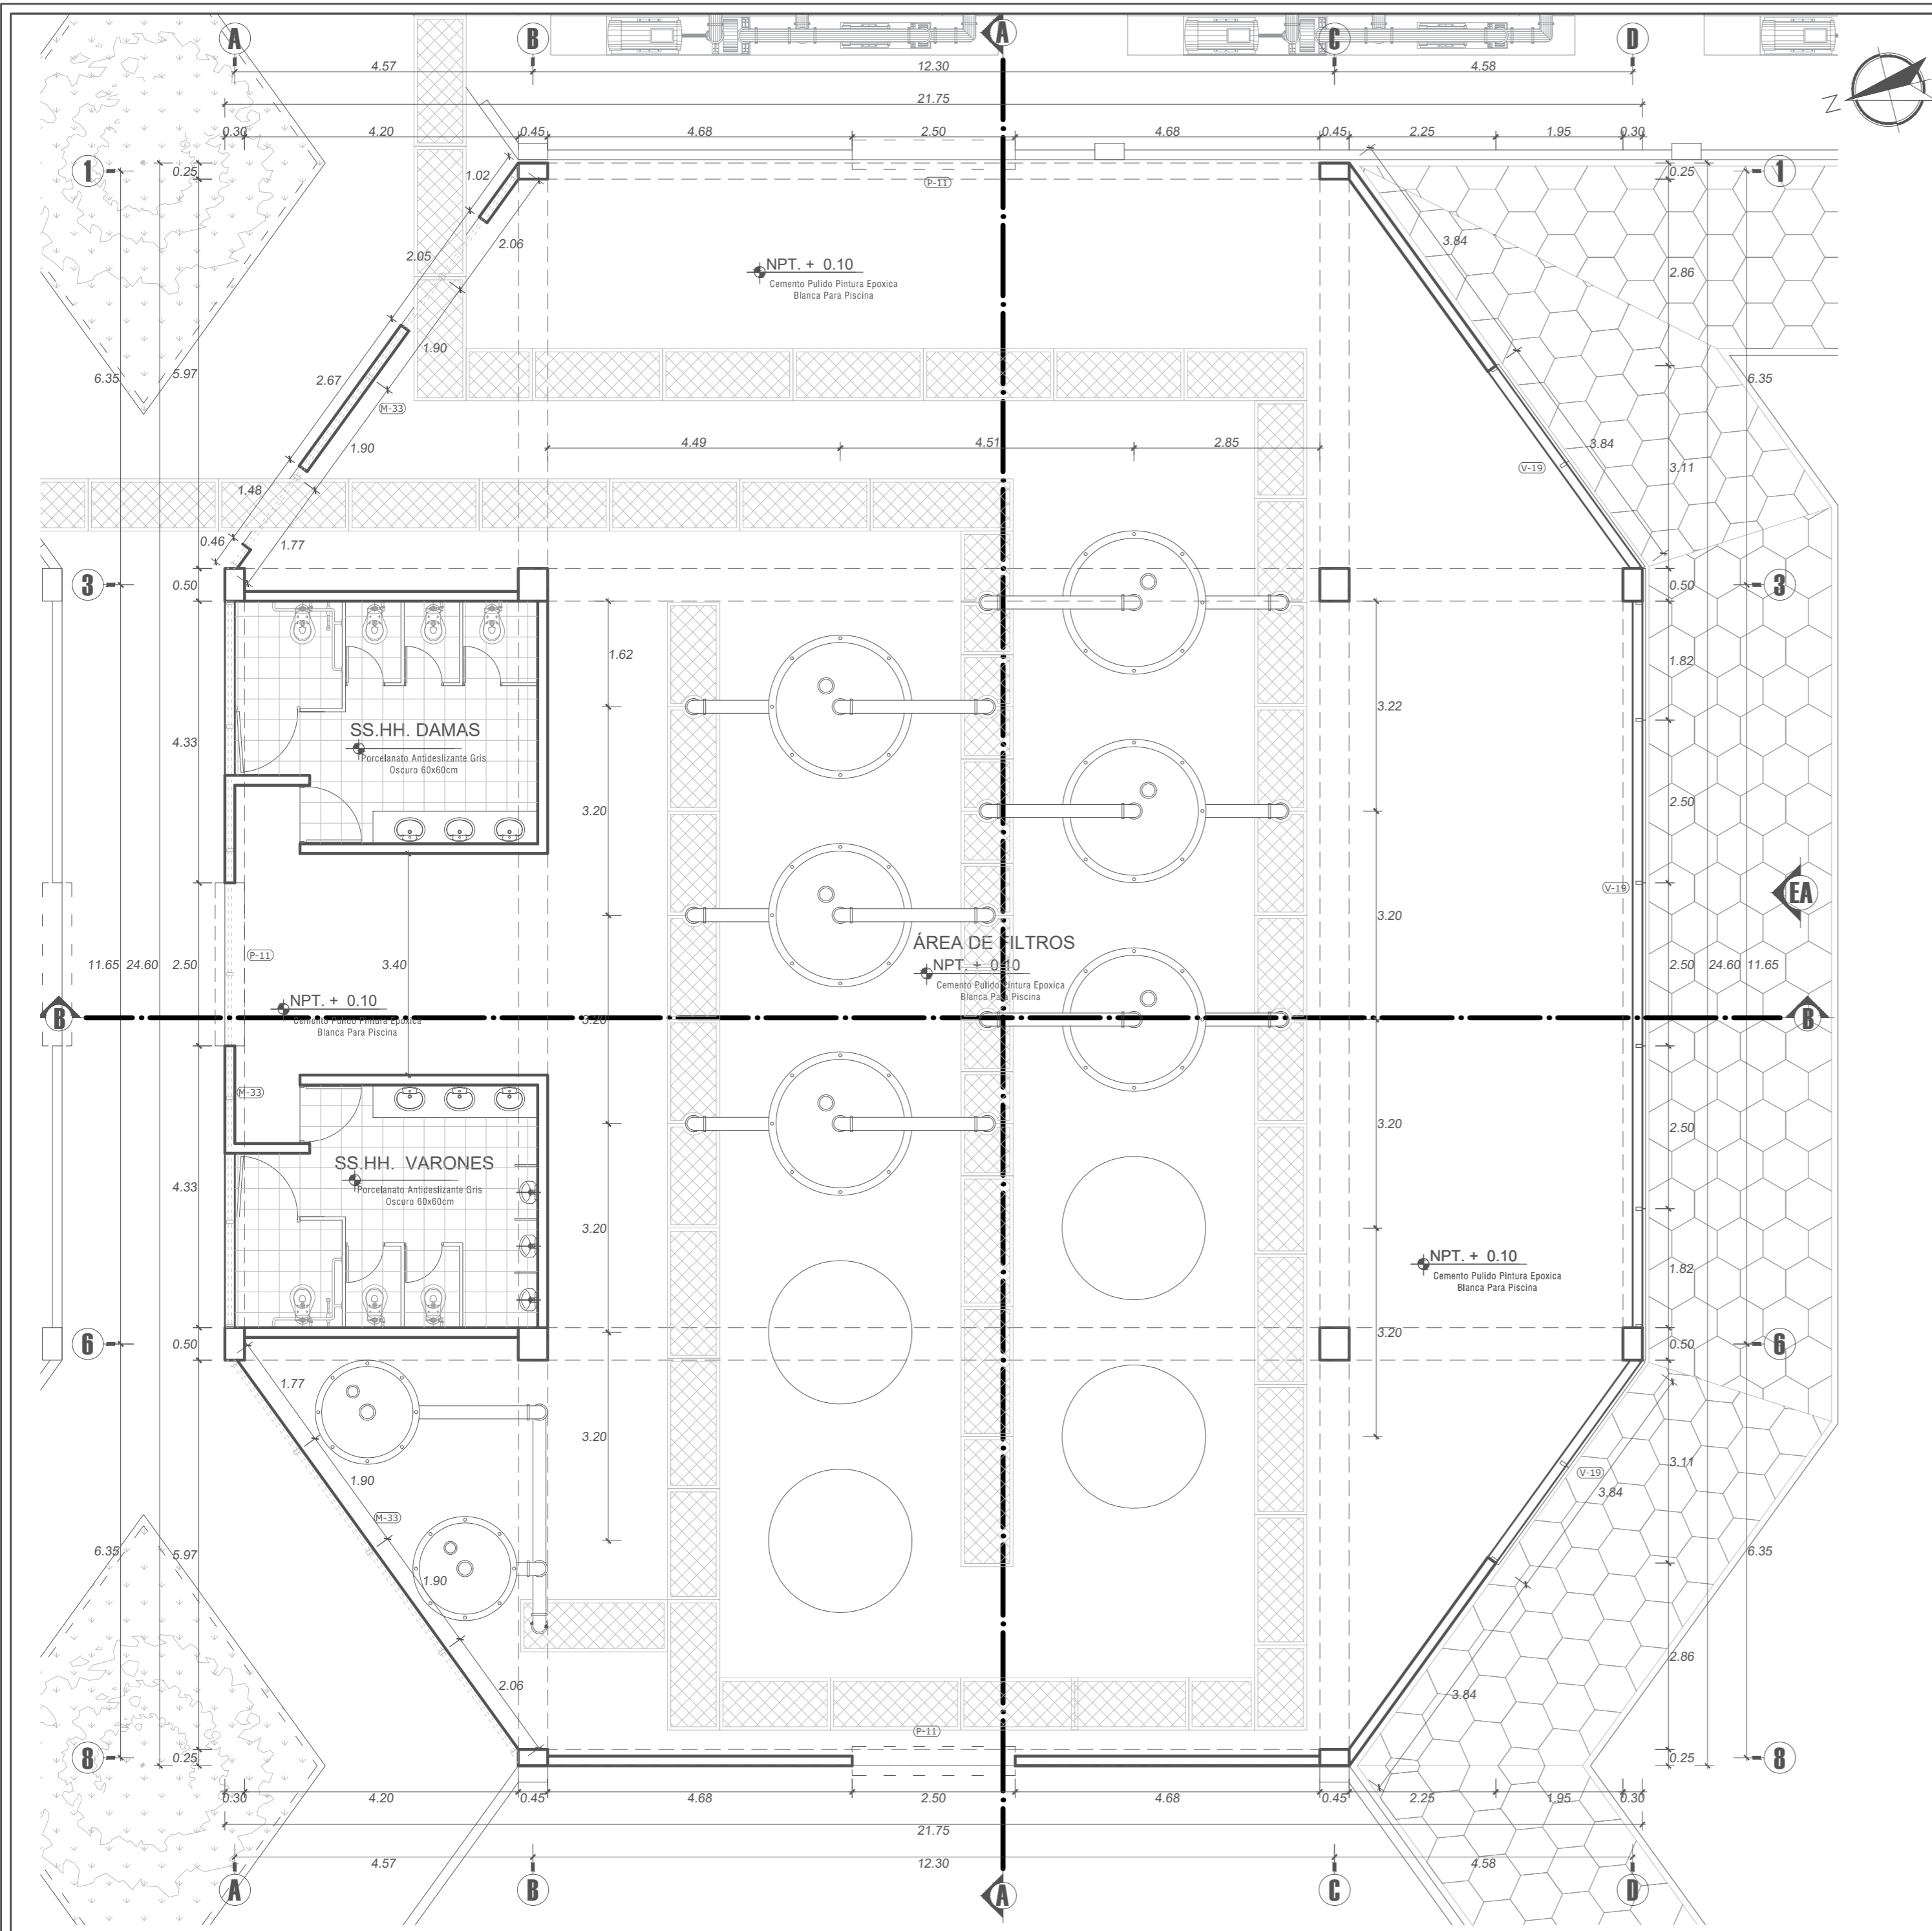 A
B
A
C
D
4.57
12.30
4.58
21.75
0.30
4.20
0.45
4.68
2.50
4.68
0.45
2.25
1.95
0.30
Z
1
0.25
1.02
P-11
0.25
1
2.06
2.05
3.84
NPT. + 0.10
Cemento Pulido Pintura Epoxica
Blanca Para Piscina
2.86
1.90
6.35
5.97
2.67
M-33
6.35
1.90
4.49
4.51
2.85
3.84
V-19
3.11
1.48
0.46
1.77
3
0.50
0.50
3
1.62
1.82
3.22
SS.HH. DAMAS
Porcelanato Antideslizante Gris
Oscuro 60x60cm
4.33
3.20
2.50
V-19
EA
3.20
ÁREA DE FILTROS
NPT. + 0.10
Cemento Pulido Pintura Epoxica
Blanca Para Piscina
11.65
24.60
2.50
P-11
3.40
2.50
24.60
11.65
NPT. + 0.10
Cemento Pulido Pintura Epoxica
Blanca Para Piscina
B
3.20
B
M-33
3.20
2.50
SS.HH. VARONES
Porcelanato Antideslizante Gris
Oscuro 60x60cm
4.33
3.20
NPT. + 0.10
Cemento Pulido Pintura Epoxica
Blanca Para Piscina
1.82
3.20
6
0.50
0.50
6
1.77
3.20
1.90
3.11
V-19
3.84
M-33
6.35
5.97
1.90
6.35
2.06
2.86
3.84
P-11
8
0.25
0.25
8
0.30
4.20
0.45
4.68
2.50
4.68
0.45
2.25
1.95
0.30
21.75
4.57
12.30
4.58
A
B
A
C
D